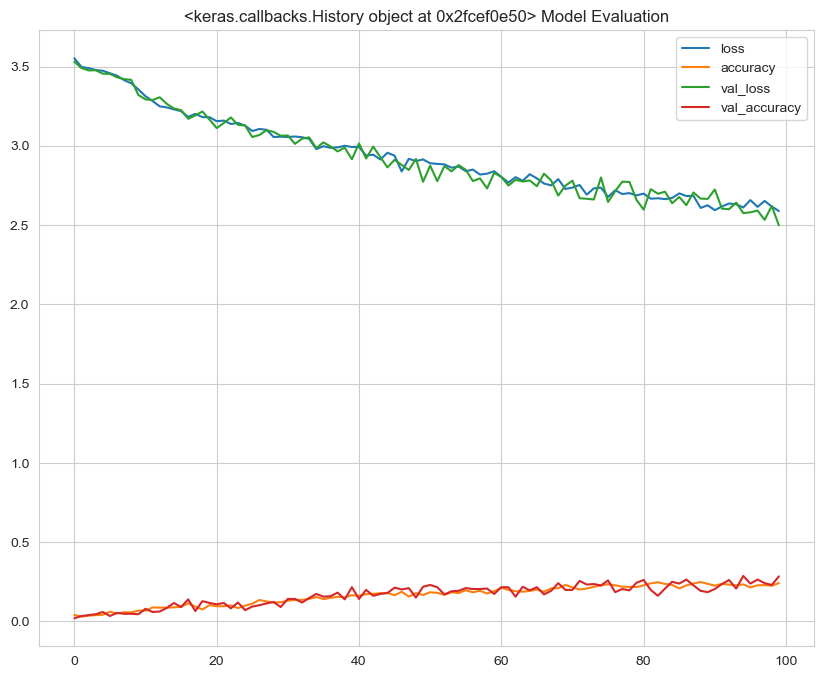 <keras.callbacks.History object at 0x2fcef0e50> Model Evaluation
loss
accuracy
val_loss
val_accuracy
3.5
3.0
2.5
2.0
1.5
1.0
0.5
0.0
0 20 40 60 80 100